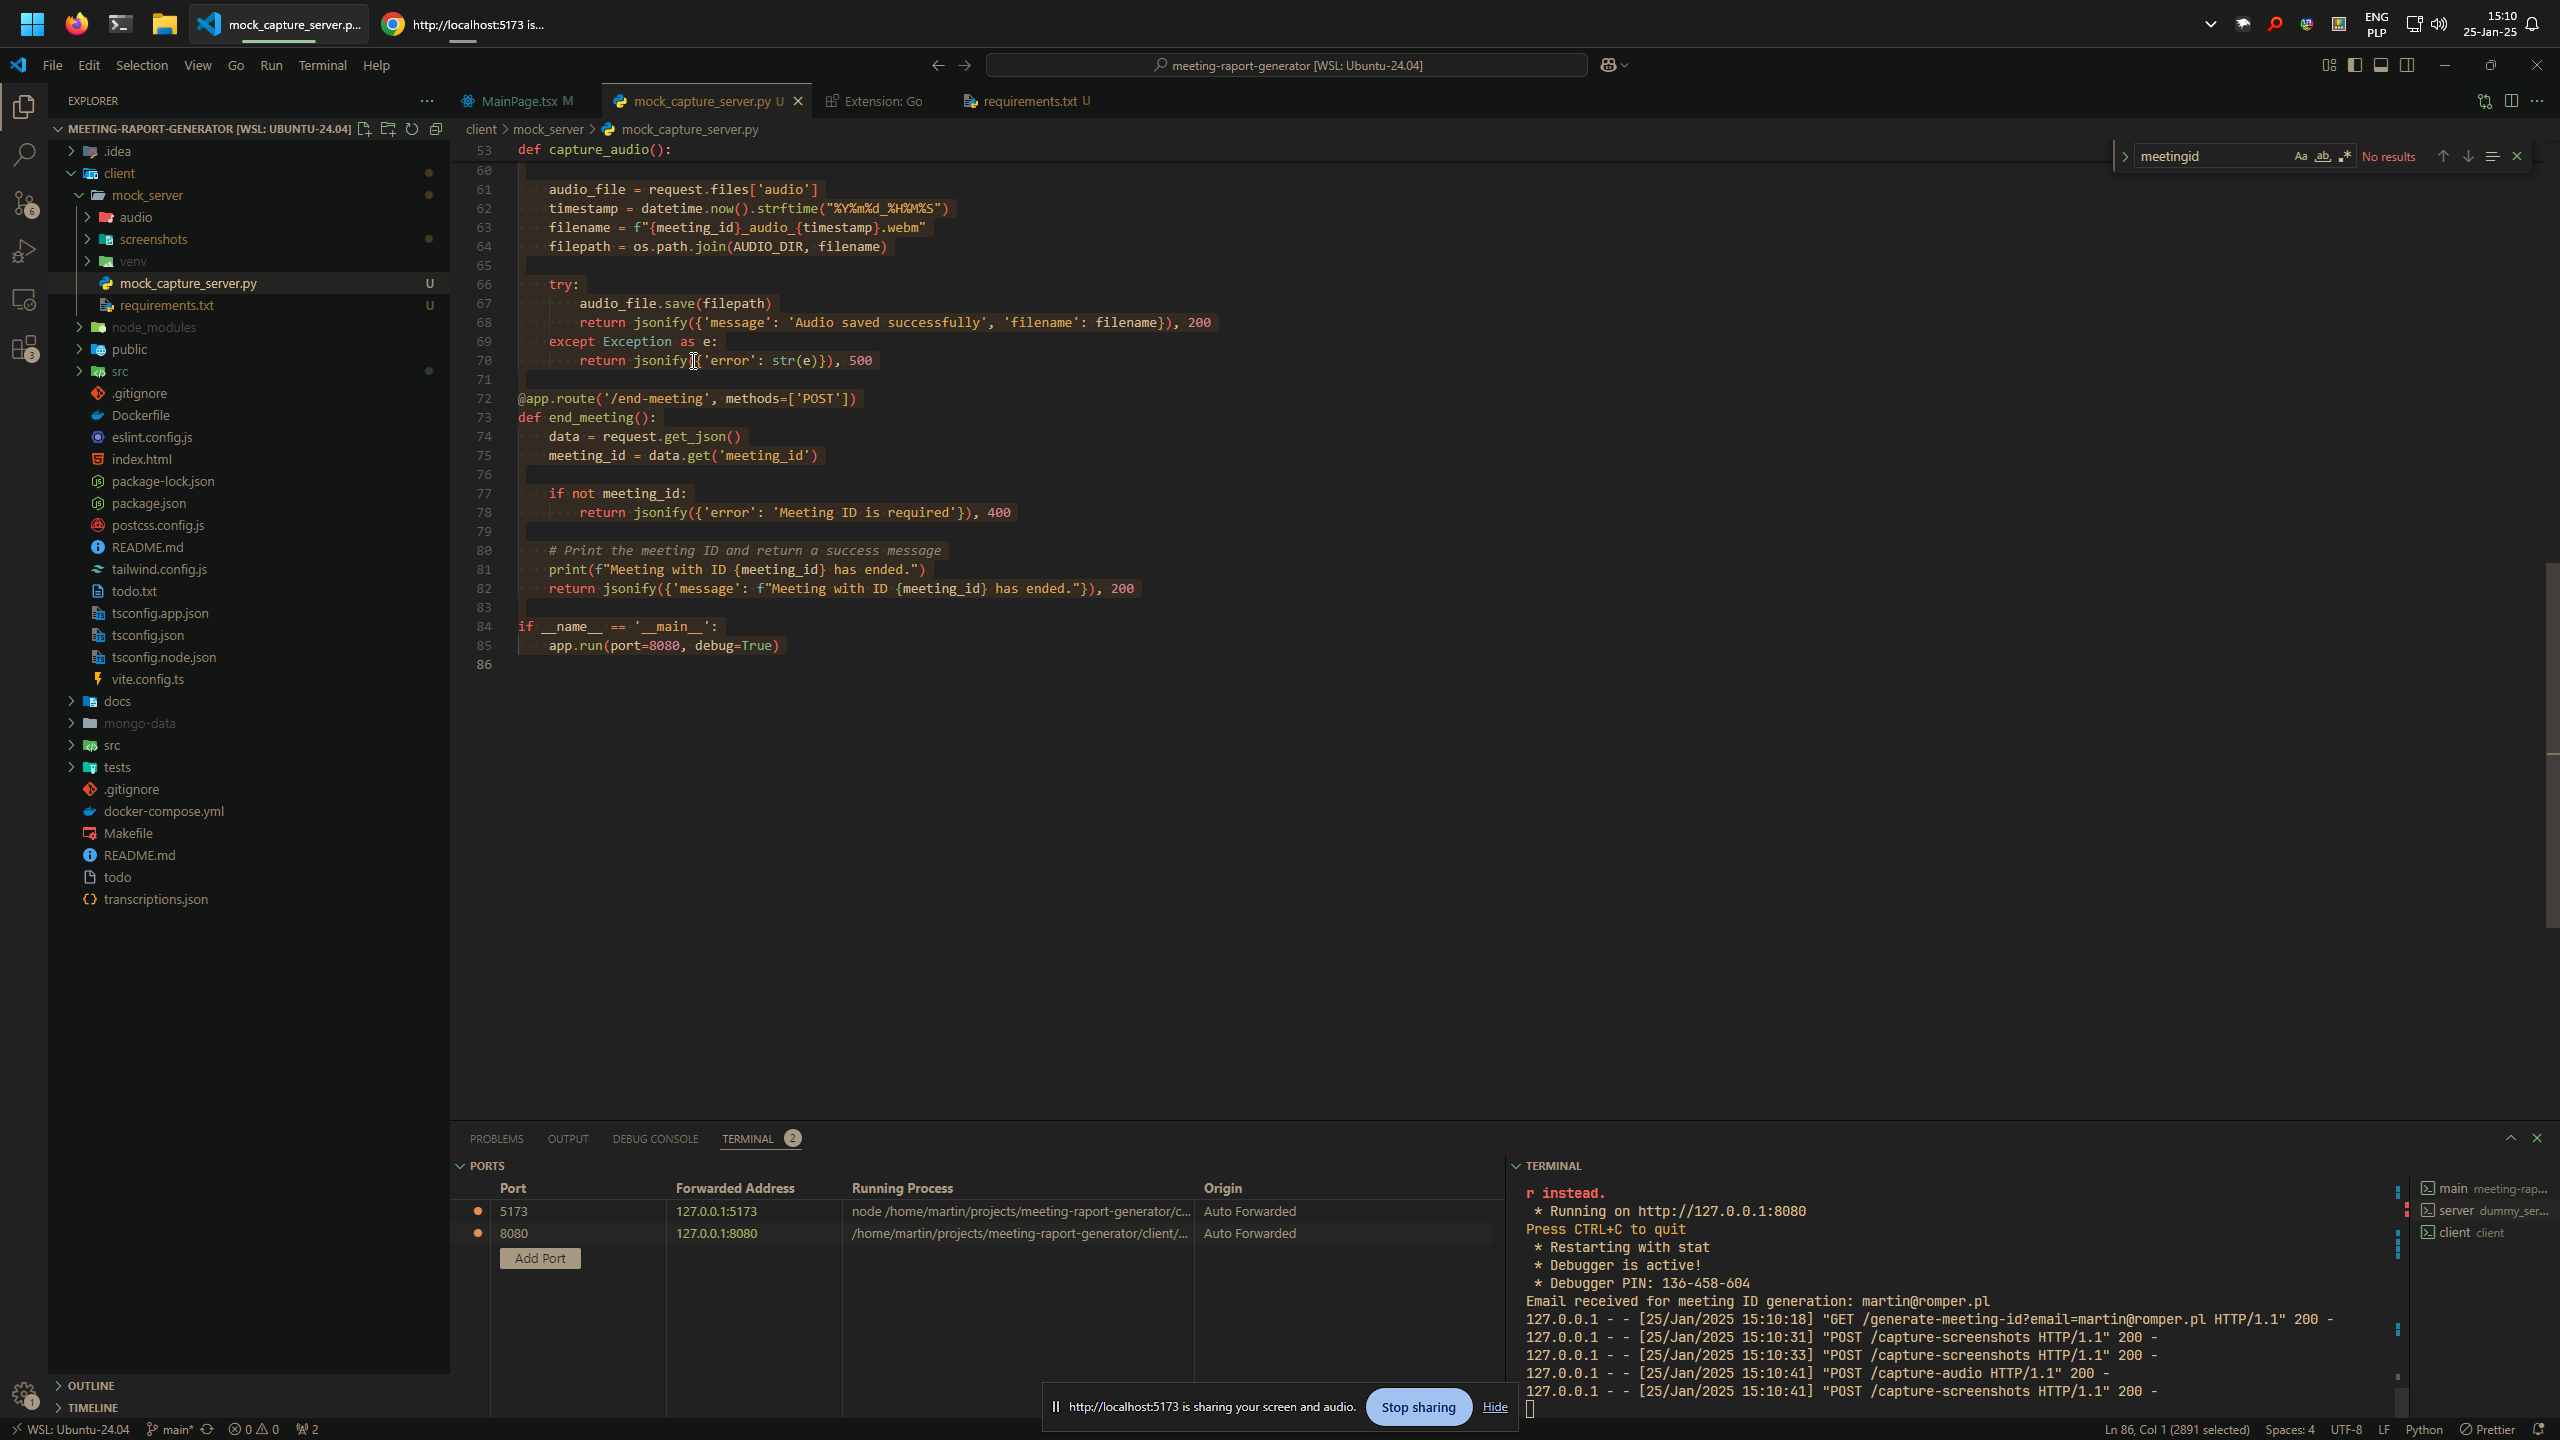 mock_capture_server.p...
http://localhost:5173 is...
ENG
PLP
15:10
25-Jan-25
File Edit Selection View Go Run Terminal Help
meeting-raport-generator [WSL: Ubuntu-24.04]
EXPLORER
MainPage.tsx M
mock_capture_server.py U
Extension: Go
requirements.txt U
MEETING-RAPORT-GENERATOR [WSL: UBUNTU-24.04]
client > mock_server > mock_capture_server.py
.idea
client
mock_server
audio
screenshots
venv
mock_capture_server.py U
requirements.txt U
node_modules
public
src
.gitignore
Dockerfile
eslint.config.js
index.html
package-lock.json
package.json
postcss.config.js
README.md
tailwind.config.js
todo.txt
tsconfig.app.json
tsconfig.json
tsconfig.node.json
vite.config.ts
docs
mongo-data
src
tests
.gitignore
docker-compose.yml
Makefile
README.md
todo
transcriptions.json
OUTLINE
TIMELINE
6
3
1
meetingid
Aa ab .* No results
53 def capture_audio():
60
61 audio_file = request.files['audio']
62 timestamp = datetime.now().strftime("%Y%m%d_%H%M%S")
63 filename = f"{meeting_id}_audio_{timestamp}.webm"
64 filepath = os.path.join(AUDIO_DIR, filename)
65
66 try:
67 audio_file.save(filepath)
68 return jsonify({'message': 'Audio saved successfully', 'filename': filename}), 200
69 except Exception as e:
70 return jsonify({'error': str(e)}), 500
71
72 @app.route('/end-meeting', methods=['POST'])
73 def end_meeting():
74 data = request.get_json()
75 meeting_id = data.get('meeting_id')
76
77 if not meeting_id:
78 return jsonify({'error': 'Meeting ID is required'}), 400
79
80 # Print the meeting ID and return a success message
81 print(f"Meeting with ID {meeting_id} has ended.")
82 return jsonify({'message': f"Meeting with ID {meeting_id} has ended."}), 200
83
84 if __name__ == '__main__':
85 app.run(port=8080, debug=True)
86
PROBLEMS OUTPUT DEBUG CONSOLE TERMINAL 2
PORTS
Port Forwarded Address Running Process Origin
5173 127.0.0.1:5173 node /home/martin/projects/meeting-raport-generator/c... Auto Forwarded
8080 127.0.0.1:8080 /home/martin/projects/meeting-raport-generator/client/... Auto Forwarded
Add Port
TERMINAL
r instead.
* Running on http://127.0.0.1:8080
Press CTRL+C to quit
* Restarting with stat
* Debugger is active!
* Debugger PIN: 136-458-604
Email received for meeting ID generation: martin@romper.pl
127.0.0.1 - - [25/Jan/2025 15:10:18] "GET /generate-meeting-id?email=martin@romper.pl HTTP/1.1" 200 -
127.0.0.1 - - [25/Jan/2025 15:10:31] "POST /capture-screenshots HTTP/1.1" 200 -
127.0.0.1 - - [25/Jan/2025 15:10:33] "POST /capture-screenshots HTTP/1.1" 200 -
127.0.0.1 - - [25/Jan/2025 15:10:41] "POST /capture-audio HTTP/1.1" 200 -
127.0.0.1 - - [25/Jan/2025 15:10:41] "POST /capture-screenshots HTTP/1.1" 200 -
main meeting-rap...
server dummy_ser...
client client
http://localhost:5173 is sharing your screen and audio. Stop sharing Hide
WSL: Ubuntu-24.04 main* 0 0 2
Ln 86, Col 1 (2891 selected) Spaces: 4 UTF-8 LF Python Prettier